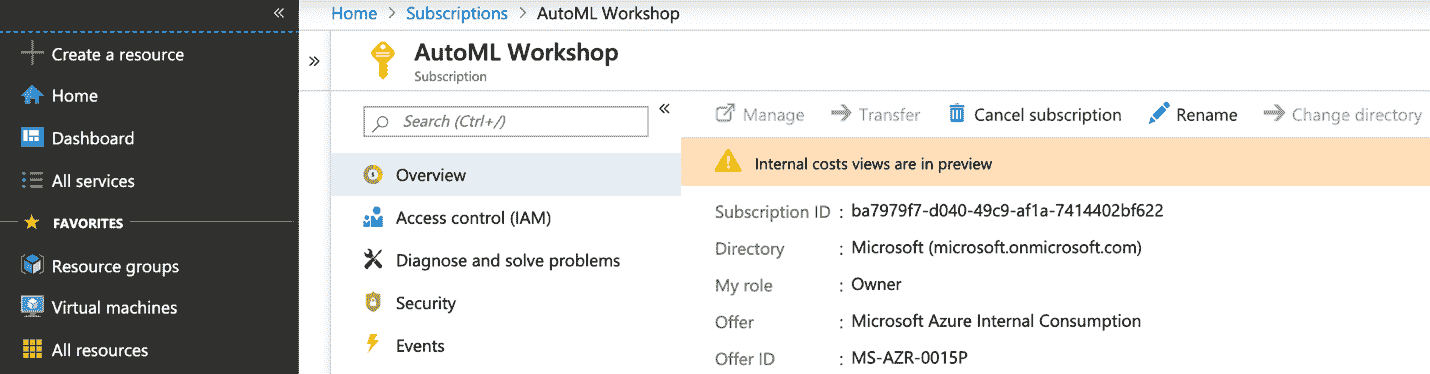 «
Create a resource
Home
Dashboard
All services
FAVORITES
Resource groups
Virtual machines
All resources
Home > Subscriptions > AutoML Workshop
»
AutoML Workshop
Subscription
Search (Ctrl+/)
«
Overview
Access control (IAM)
Diagnose and solve problems
Security
Events
Manage Transfer Cancel subscription Rename Change directory
Internal costs views are in preview
Subscription ID : ba7979f7-d040-49c9-af1a-7414402bf622
Directory : Microsoft (microsoft.onmicrosoft.com)
My role : Owner
Offer : Microsoft Azure Internal Consumption
Offer ID : MS-AZR-0015P